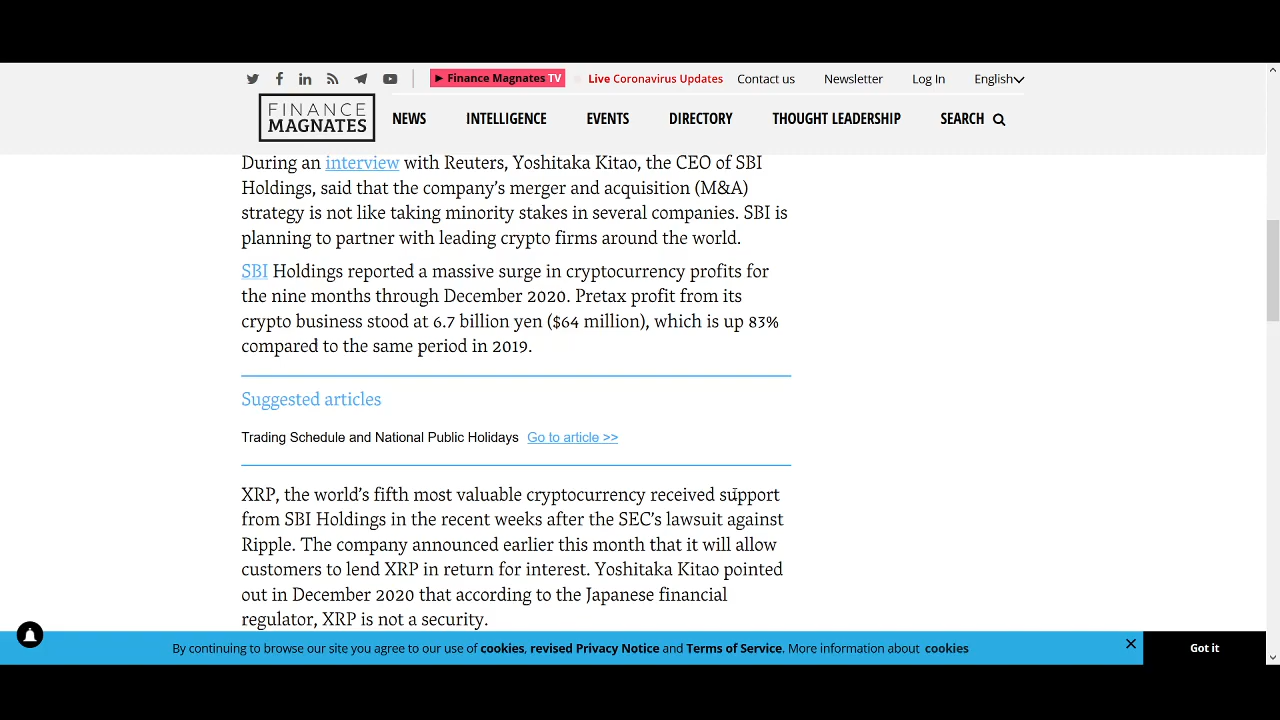 Finance Magnates TV
Live Coronavirus Updates
Contact us
Newsletter
Log In
English
FINANCE
MAGNATES
NEWS
INTELLIGENCE
EVENTS
DIRECTORY
THOUGHT LEADERSHIP
SEARCH
During an interview with Reuters, Yoshitaka Kitao, the CEO of SBI
Holdings, said that the company’s merger and acquisition (M&A)
strategy is not like taking minority stakes in several companies. SBI is
planning to partner with leading crypto firms around the world.
SBI Holdings reported a massive surge in cryptocurrency profits for
the nine months through December 2020. Pretax profit from its
crypto business stood at 6.7 billion yen ($64 million), which is up 83%
compared to the same period in 2019.
Suggested articles
Trading Schedule and National Public Holidays Go to article >>
XRP, the world’s fifth most valuable cryptocurrency received support
from SBI Holdings in the recent weeks after the SEC’s lawsuit against
Ripple. The company announced earlier this month that it will allow
customers to lend XRP in return for interest. Yoshitaka Kitao pointed
out in December 2020 that according to the Japanese financial
regulator, XRP is not a security.
By continuing to browse our site you agree to our use of cookies, revised Privacy Notice and Terms of Service. More information about cookies
Got it